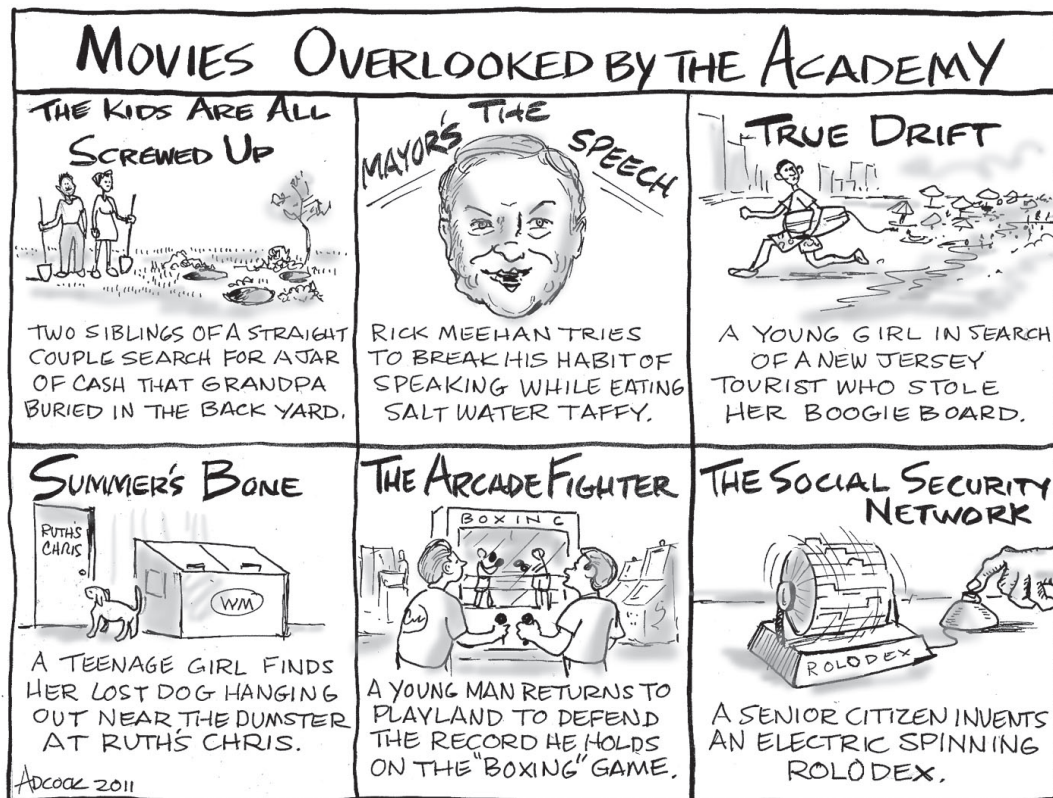 MOVIES OVERLOOKED BY THE ACADEMY
THE KIDS ARE ALL
SCREWED UP
TWO SIBLINGS OF A STRAIGHT
COUPLE SEARCH FOR A JAR
OF CASH THAT GRANDPA
BURIED IN THE BACK YARD.
THE
MAYOR'S SPEECH
RICK MEEHAN TRIES
TO BREAK HIS HABIT OF
SPEAKING WHILE EATING
SALT WATER TAFFY.
TRUE DRIFT
A YOUNG GIRL IN SEARCH
OF A NEW JERSEY
TOURIST WHO STOLE
HER BOOGIE BOARD.
SUMMER'S BONE
RUTH'S
CHRIS
WM
A TEENAGE GIRL FINDS
HER LOST DOG HANGING
OUT NEAR THE DUMSTER
AT RUTH'S CHRIS.
ADCOCK 2011
THE ARCADE FIGHTER
BOXING
A YOUNG MAN RETURNS TO
PLAYLAND TO DEFEND
THE RECORD HE HOLDS
ON THE "BOXING" GAME.
THE SOCIAL SECURITY
NETWORK
ROLODEX
A SENIOR CITIZEN INVENTS
AN ELECTRIC SPINNING
ROLODEX.